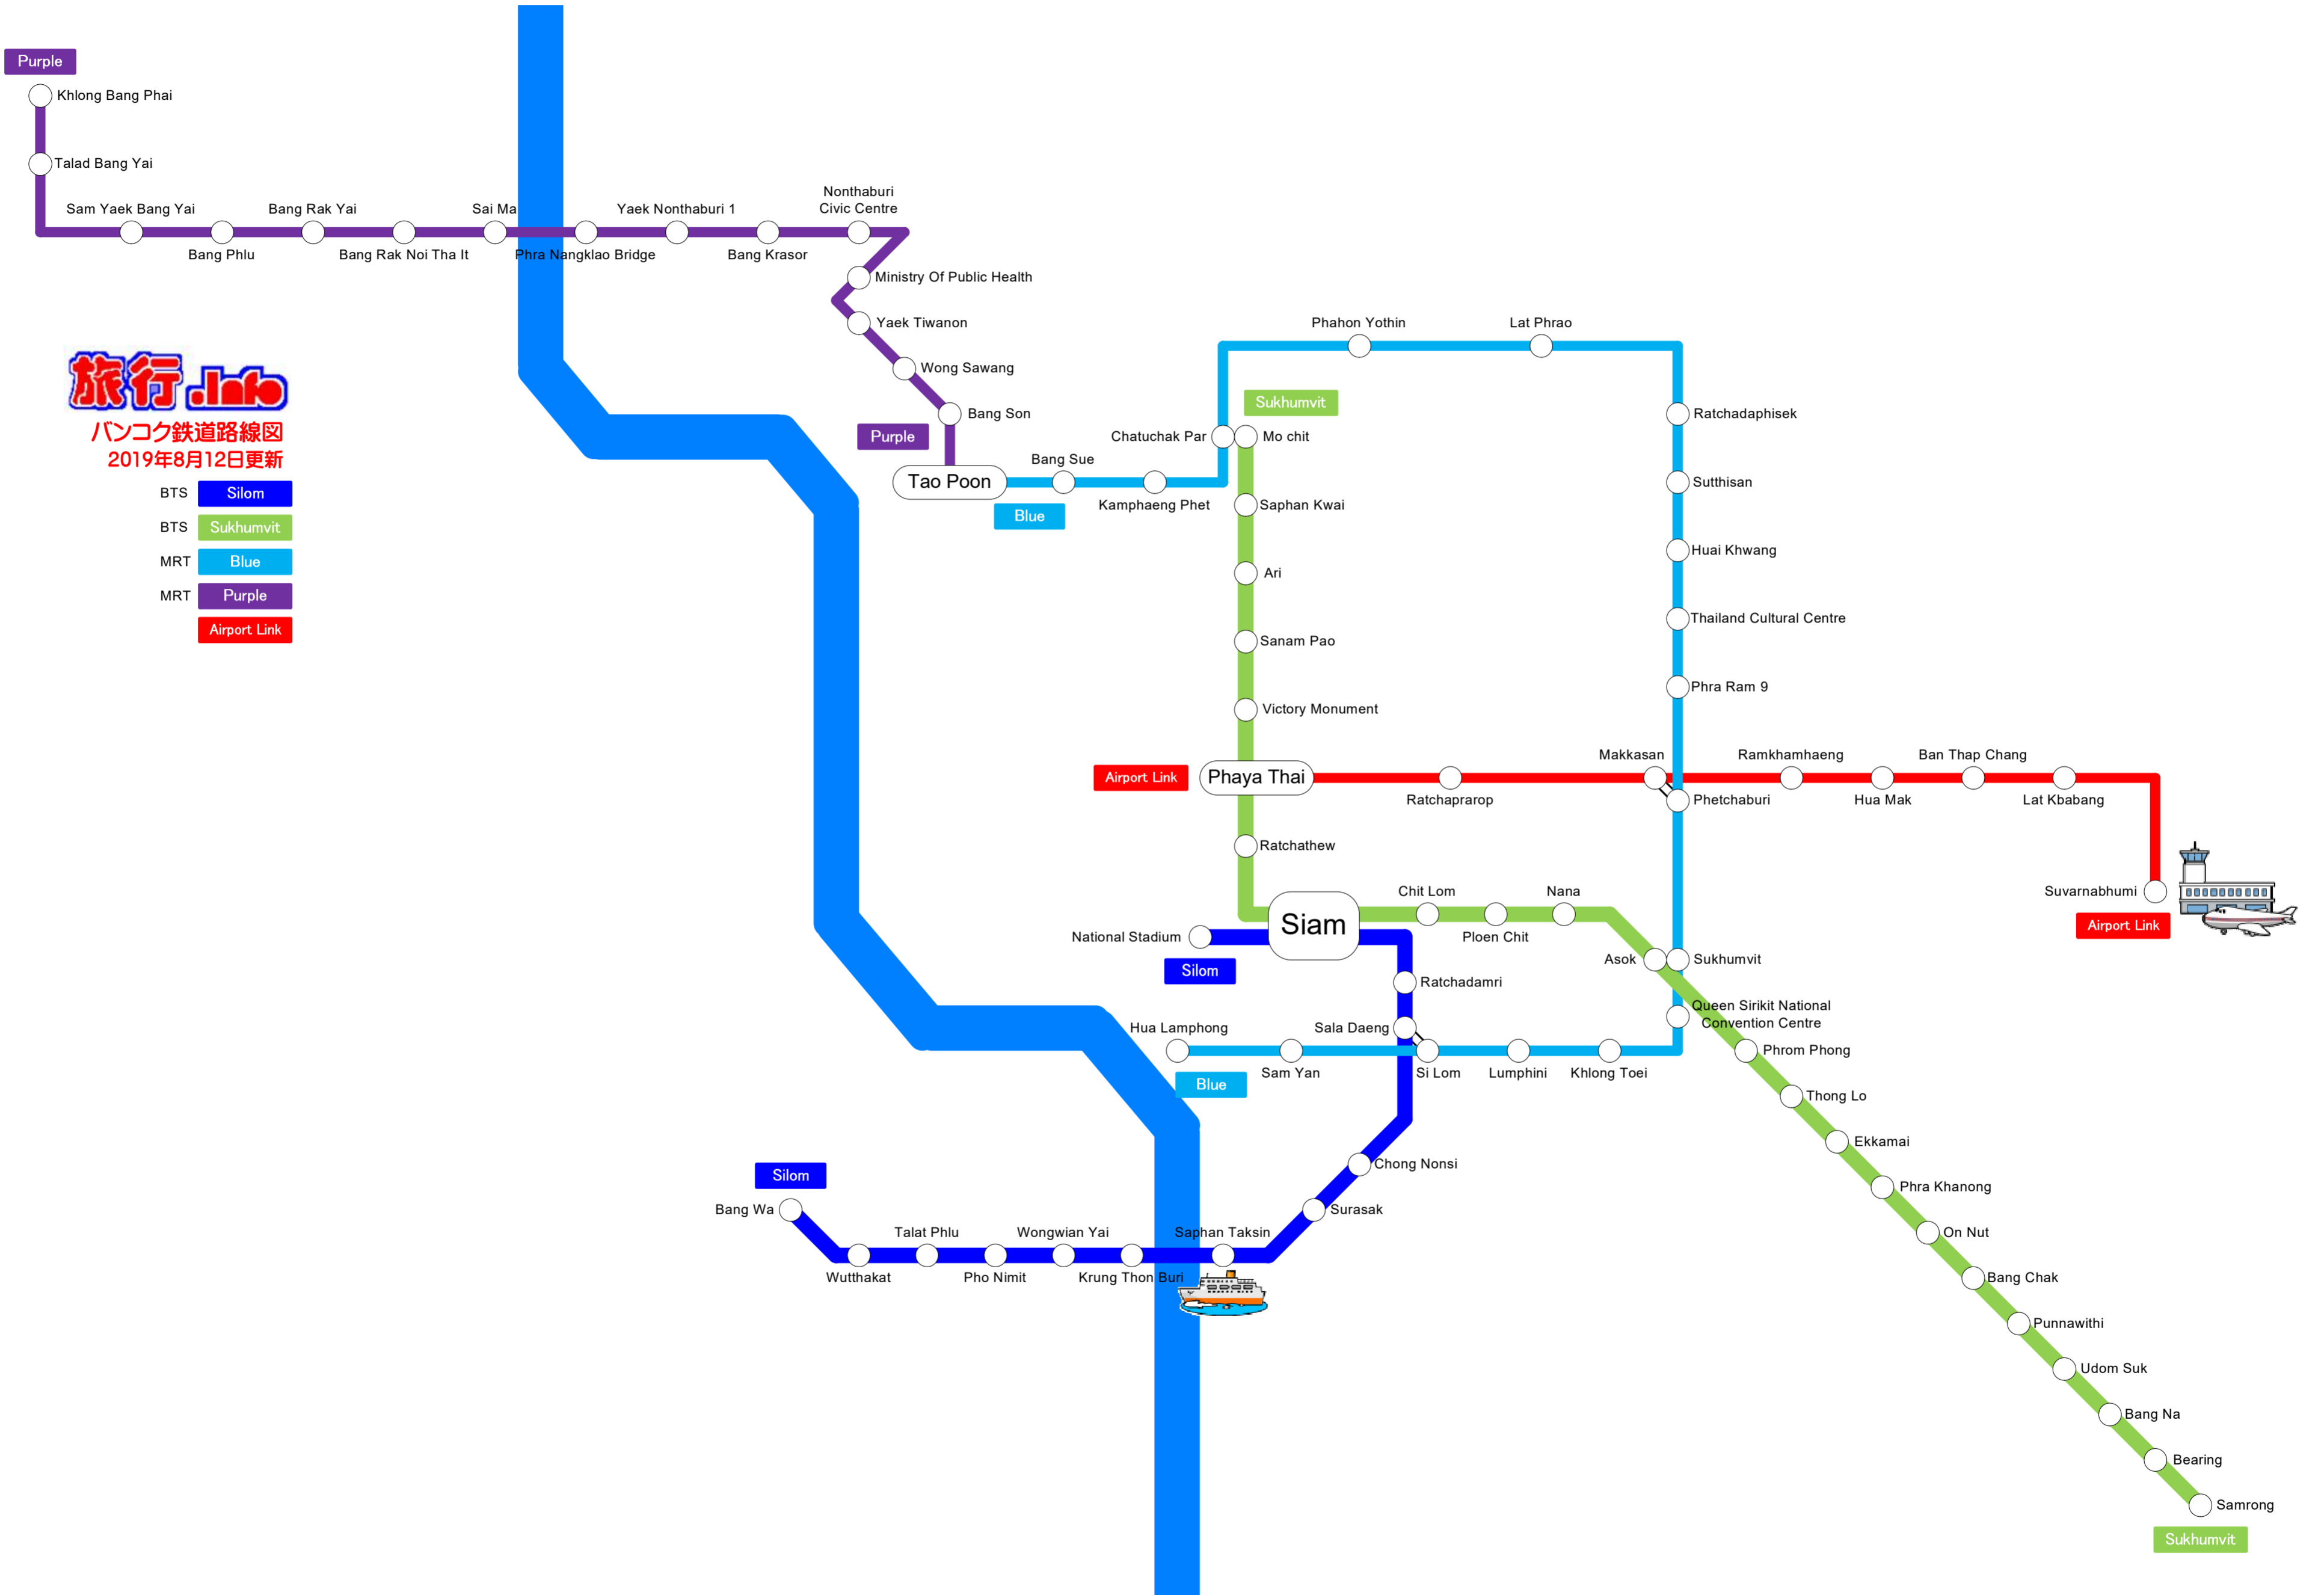 Purple
Khlong Bang Phai
Talad Bang Yai
Sam Yaek Bang Yai
Bang Phlu
Bang Rak Yai
Bang Rak Noi Tha It
Sai Ma
Phra Nangklao Bridge
Yaek Nonthaburi 1
Bang Krasor
Nonthaburi
Civic Centre
Ministry Of Public Health
Yaek Tiwanon
Wong Sawang
Bang Son
Purple
Tao Poon
Blue
Bang Sue
Kamphaeng Phet
Chatuchak Par
Phahon Yothin
Lat Phrao
Ratchadaphisek
Sutthisan
Huai Khwang
Thailand Cultural Centre
Phra Ram 9
Phetchaburi
Sukhumvit
Queen Sirikit National
Convention Centre
Khlong Toei
Lumphini
Si Lom
Sam Yan
Hua Lamphong
Blue
旅行.Info
バンコク鉄道路線図
2019年8月12日更新
BTS Silom
BTS Sukhumvit
MRT Blue
MRT Purple
Airport Link
Sukhumvit
Mo chit
Saphan Kwai
Ari
Sanam Pao
Victory Monument
Airport Link
Phaya Thai
Ratchaprarop
Makkasan
Ramkhamhaeng
Hua Mak
Ban Thap Chang
Lat Kbabang
Suvarnabhumi
Airport Link
Ratchathew
Siam
Chit Lom
Ploen Chit
Nana
Asok
Phrom Phong
Thong Lo
Ekkamai
Phra Khanong
On Nut
Bang Chak
Punnawithi
Udom Suk
Bang Na
Bearing
Samrong
Sukhumvit
National Stadium
Silom
Ratchadamri
Sala Daeng
Chong Nonsi
Surasak
Saphan Taksin
Krung Thon Buri
Wongwian Yai
Pho Nimit
Talat Phlu
Wutthakat
Bang Wa
Silom